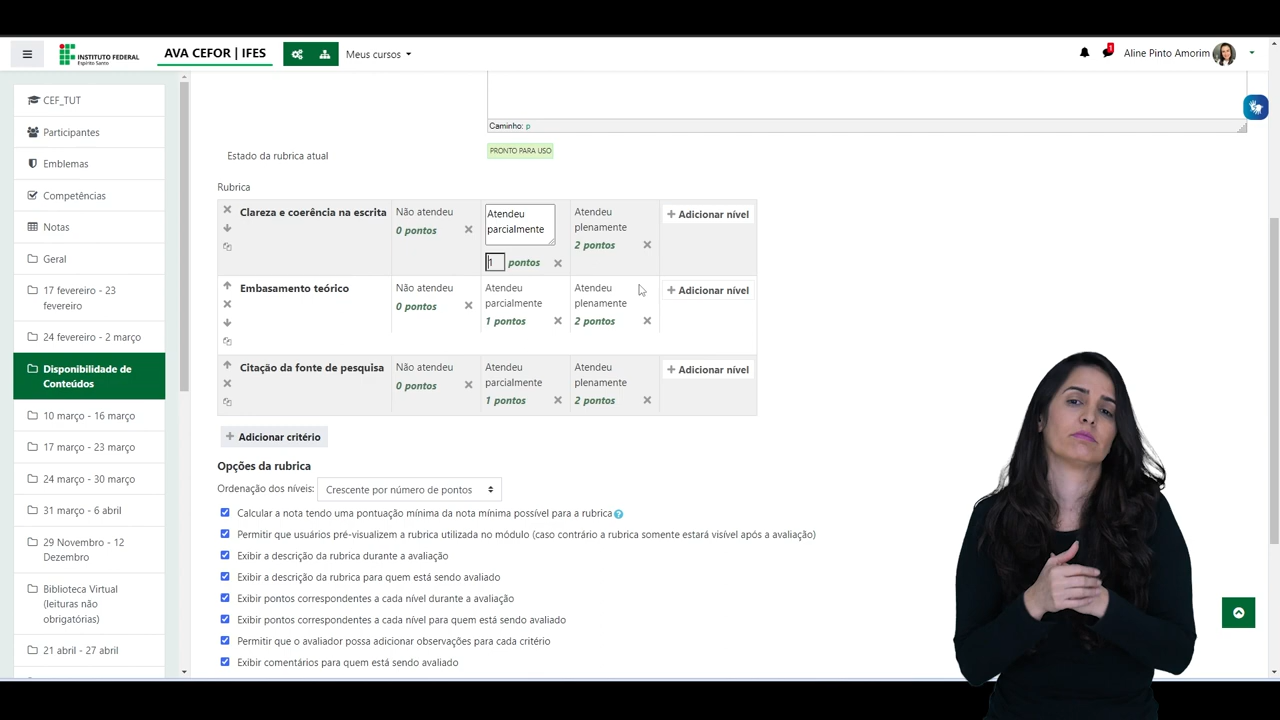 INSTITUTO FEDERAL
Espírito Santo
AVA CEFOR | IFES
Meus cursos
1
Aline Pinto Amorim
CEF_TUT
Participantes
Emblemas
Competências
Notas
Geral
17 fevereiro - 23
fevereiro
24 fevereiro - 2 março
Disponibilidade de
Conteúdos
10 março - 16 março
17 março - 23 março
24 março - 30 março
31 março - 6 abril
29 Novembro - 12
Dezembro
Biblioteca Virtual
(leituras não
obrigatórias)
21 abril - 27 abril
Caminho: p
Estado da rubrica atual
PRONTO PARA USO
Rubrica
Clareza e coerência na escrita
Não atendeu
0 pontos
Atendeu
parcialmente
1 pontos
Atendeu
plenamente
2 pontos
Adicionar nível
Embasamento teórico
Não atendeu
0 pontos
Atendeu
parcialmente
1 pontos
Atendeu
plenamente
2 pontos
Adicionar nível
Citação da fonte de pesquisa
Não atendeu
0 pontos
Atendeu
parcialmente
1 pontos
Atendeu
plenamente
2 pontos
Adicionar nível
Adicionar critério
Opções da rubrica
Ordenação dos níveis: Crescente por número de pontos
Calcular a nota tendo uma pontuação mínima da nota mínima possível para a rubrica
Permitir que usuários pré-visualizem a rubrica utilizada no módulo (caso contrário a rubrica somente estará visível após a avaliação)
Exibir a descrição da rubrica durante a avaliação
Exibir a descrição da rubrica para quem está sendo avaliado
Exibir pontos correspondentes a cada nível durante a avaliação
Exibir pontos correspondentes a cada nível para quem está sendo avaliado
Permitir que o avaliador possa adicionar observações para cada critério
Exibir comentários para quem está sendo avaliado